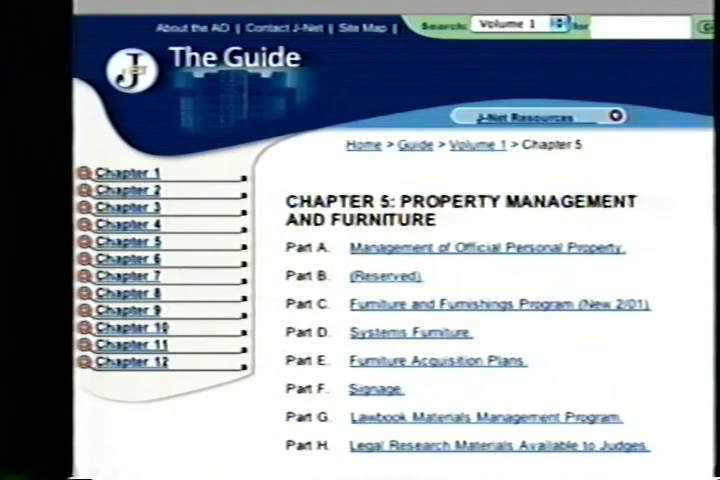 About the AO | Contact J-Net | Site Map |
Search: Volume 1 for
J NET
The Guide
J-Net Resources
Home > Guide > Volume 1 > Chapter 5
Chapter 1
Chapter 2
Chapter 3
Chapter 4
Chapter 5
Chapter 6
Chapter 7
Chapter 8
Chapter 9
Chapter 10
Chapter 11
Chapter 12
CHAPTER 5: PROPERTY MANAGEMENT
AND FURNITURE
Part A. Management of Official Personal Property.
Part B. (Reserved).
Part C. Furniture and Furnishings Program (New 2/01).
Part D. Systems Furniture.
Part E. Furniture Acquisition Plans.
Part F. Signage.
Part G. Lawbook Materials Management Program.
Part H. Legal Research Materials Available to Judges.